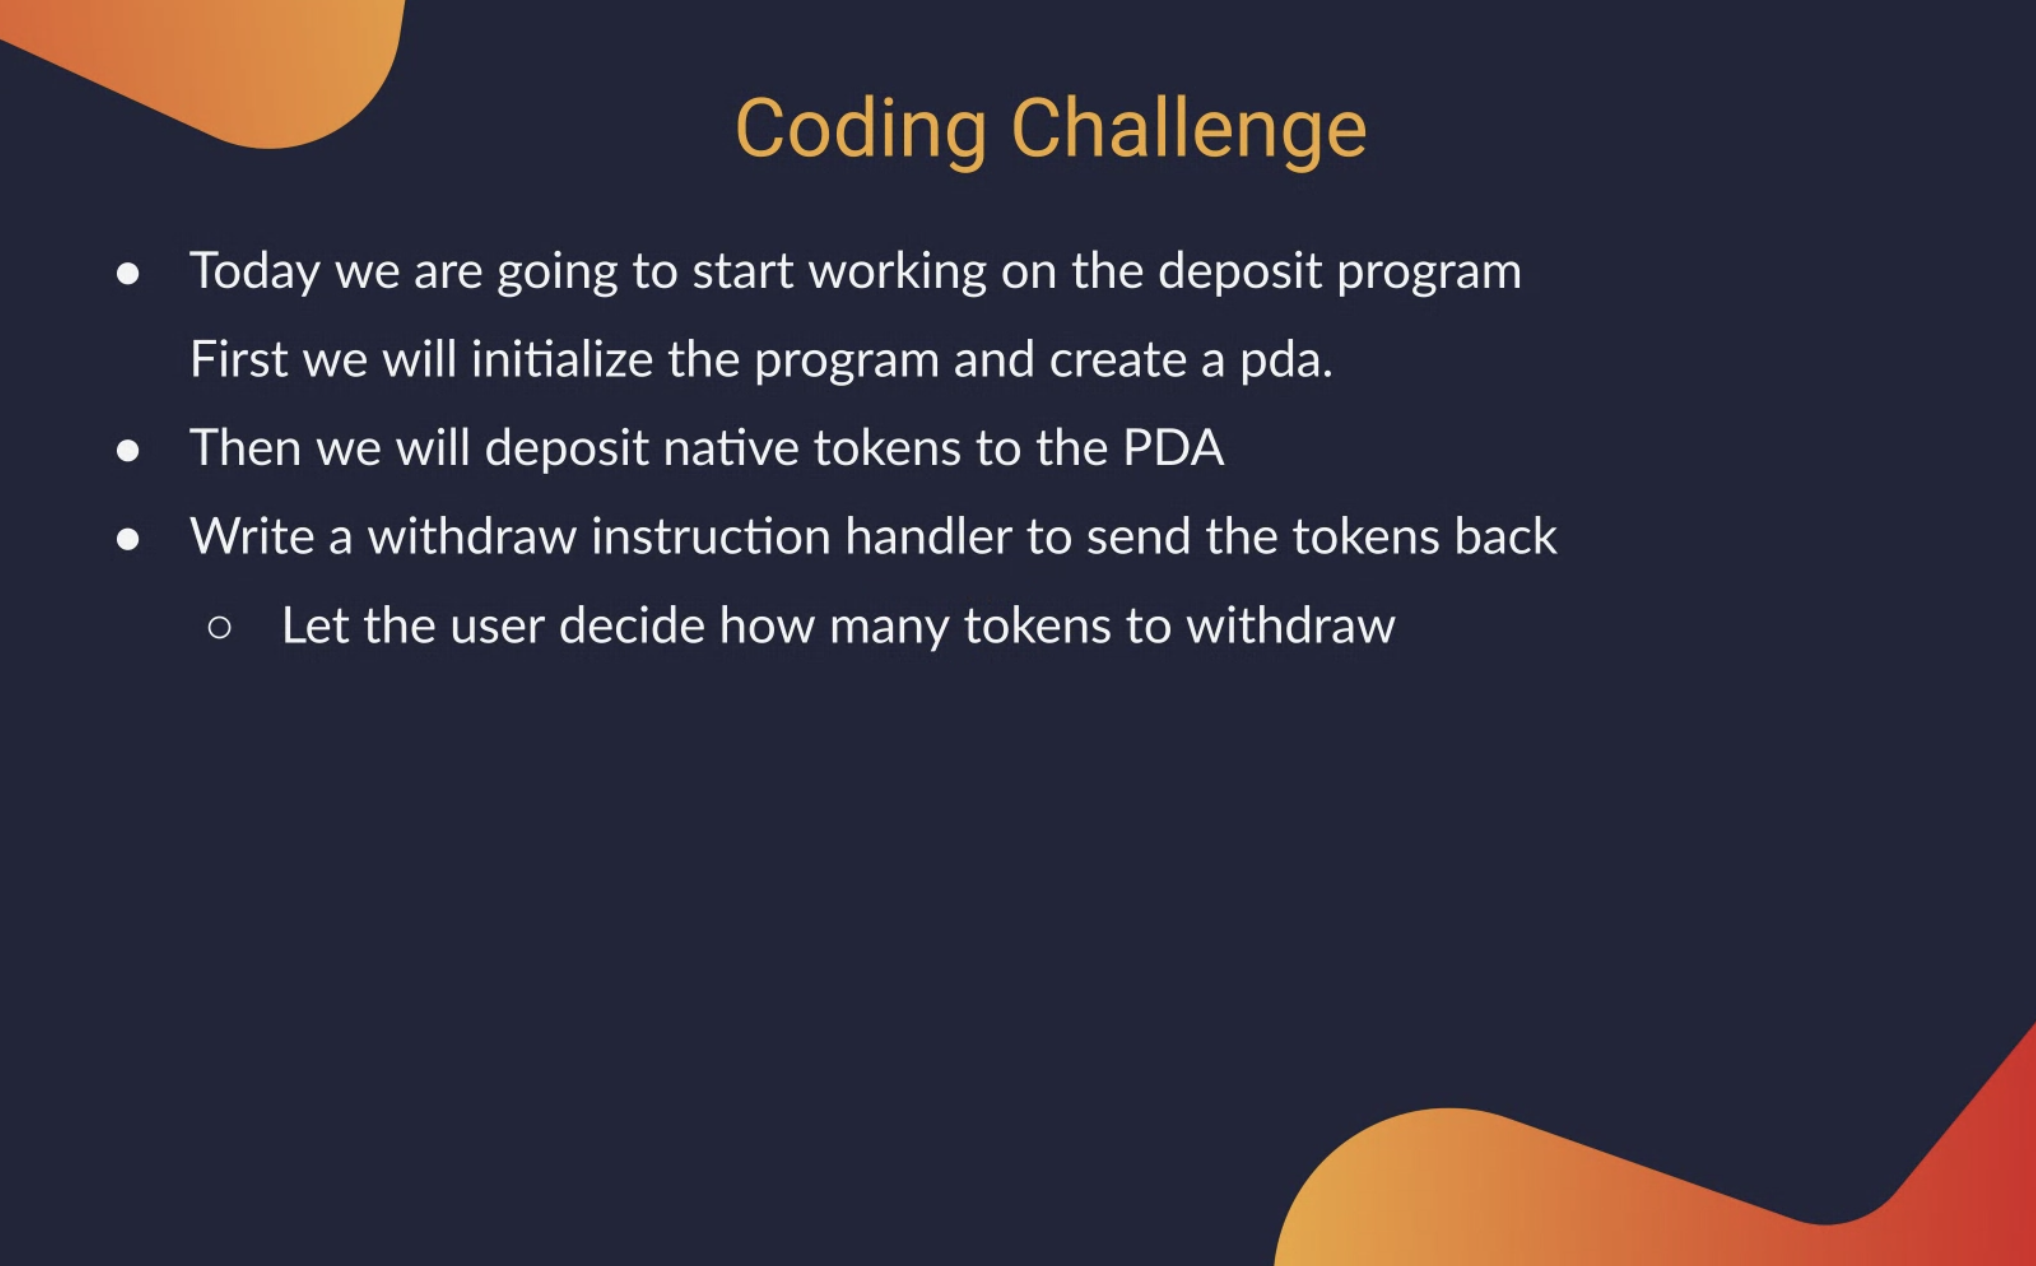 Coding Challenge
● Today we are going to start working on the deposit program
First we will initialize the program and create a pda.
● Then we will deposit native tokens to the PDA
● Write a withdraw instruction handler to send the tokens back
○ Let the user decide how many tokens to withdraw